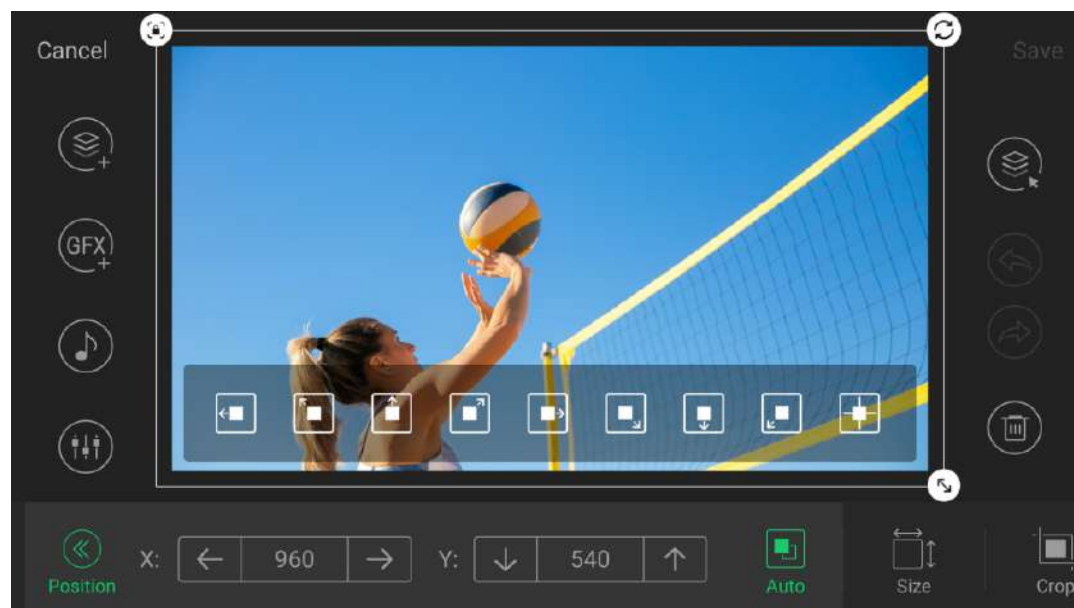 Cancel
Save
GFX
X:
960
Y:
540
Position
Auto
Size
Crop